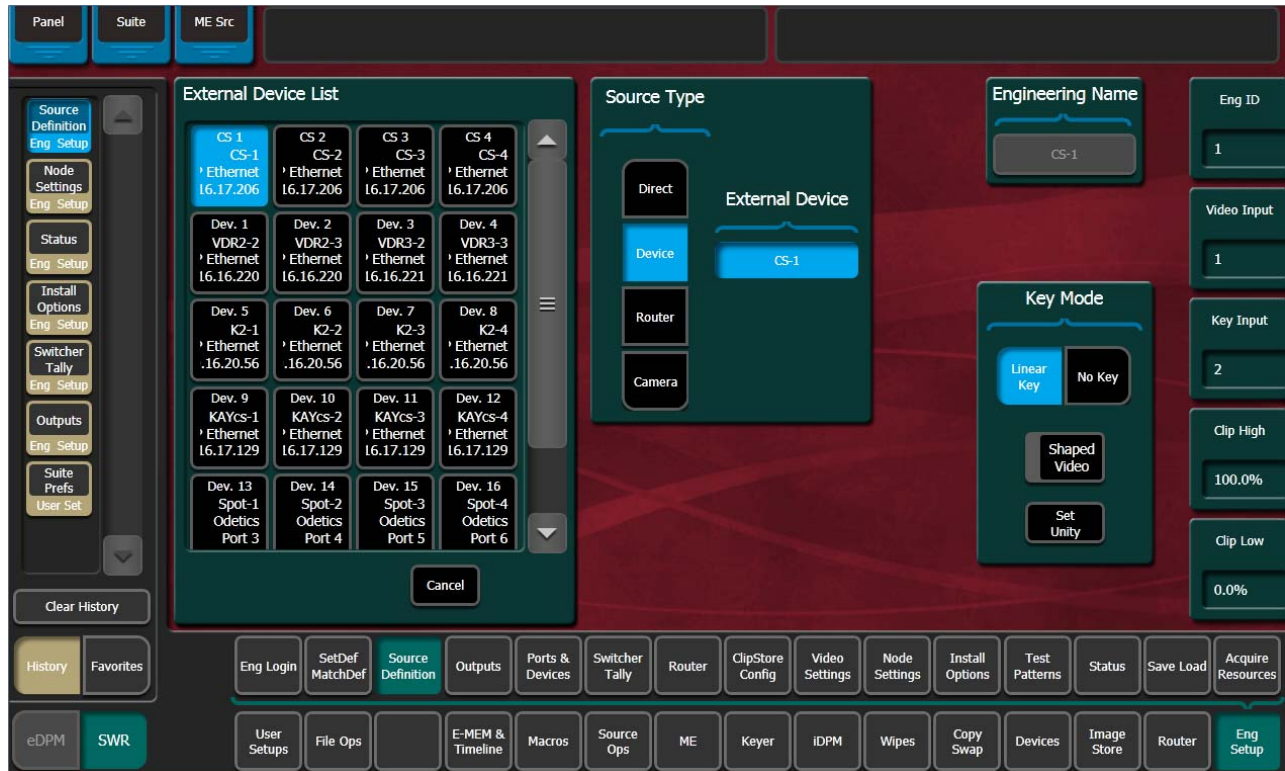 Panel
Suite
ME Src
Source
Definition
Eng Setup
Node
Settings
Eng Setup
Status
Eng Setup
Install
Options
Eng Setup
Switcher
Tally
Eng Setup
Outputs
Eng Setup
Suite
Prefs
User Set
Clear History
History
Favorites
eDPM
SWR
External Device List
CS 1
CS-1
Ethernet
16.17.206
CS 2
CS-2
Ethernet
16.17.206
CS 3
CS-3
Ethernet
16.17.206
CS 4
CS-4
Ethernet
16.17.206
Dev. 1
VDR2-2
Ethernet
16.16.220
Dev. 2
VDR2-3
Ethernet
16.16.220
Dev. 3
VDR3-2
Ethernet
16.16.221
Dev. 4
VDR3-3
Ethernet
16.16.221
Dev. 5
K2-1
Ethernet
.16.20.56
Dev. 6
K2-2
Ethernet
.16.20.56
Dev. 7
K2-3
Ethernet
.16.20.56
Dev. 8
K2-4
Ethernet
.16.20.56
Dev. 9
KAYcs-1
Ethernet
16.17.129
Dev. 10
KAYcs-2
Ethernet
16.17.129
Dev. 11
KAYcs-3
Ethernet
16.17.129
Dev. 12
KAYcs-4
Ethernet
16.17.129
Dev. 13
Spot-1
Odetics
Port 3
Dev. 14
Spot-2
Odetics
Port 4
Dev. 15
Spot-3
Odetics
Port 5
Dev. 16
Spot-4
Odetics
Port 6
Cancel
Source Type
Direct
Device
Router
Camera
External Device
CS-1
Engineering Name
CS-1
Key Mode
Linear
Key
No Key
Shaped
Video
Set
Unity
Eng ID
1
Video Input
1
Key Input
2
Clip High
100.0%
Clip Low
0.0%
Eng Login
SetDef
MatchDef
Source
Definition
Outputs
Ports &
Devices
Switcher
Tally
Router
ClipStore
Config
Video
Settings
Node
Settings
Install
Options
Test
Patterns
Status
Save Load
Acquire
Resources
User
Setups
File Ops
E-MEM &
Timeline
Macros
Source
Ops
ME
Keyer
iDPM
Wipes
Copy
Swap
Devices
Image
Store
Router
Eng
Setup